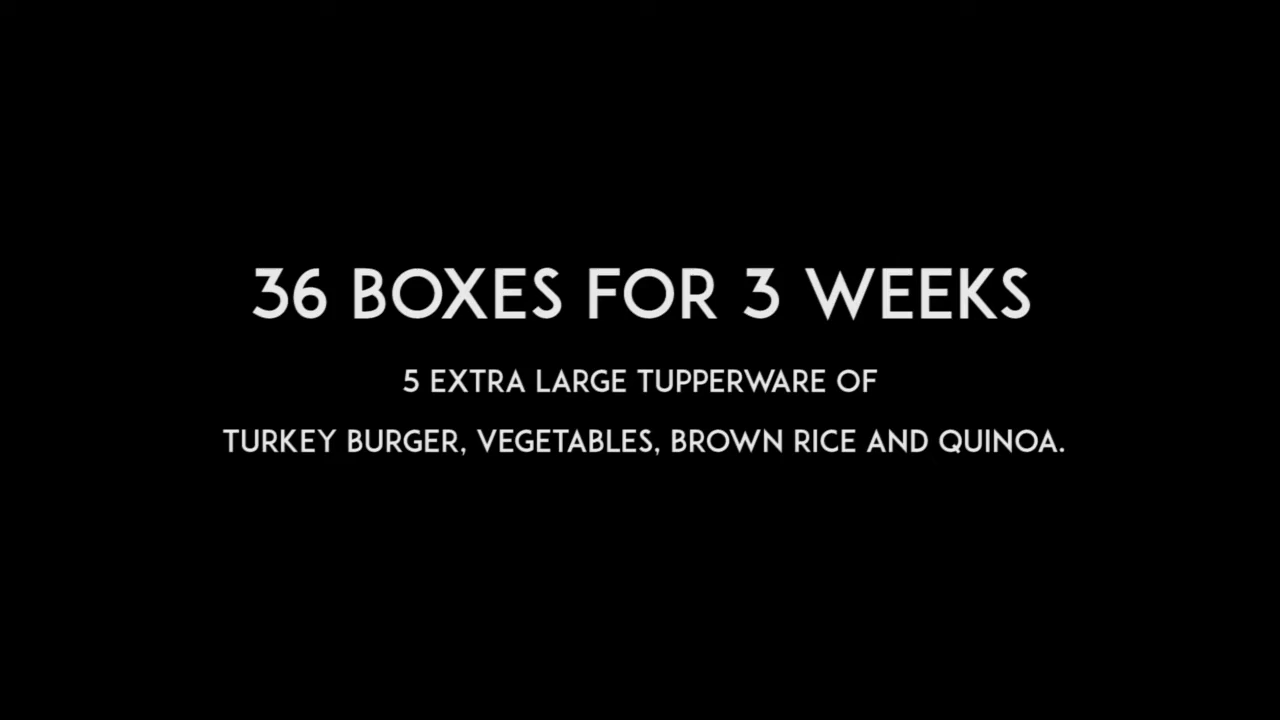 36 BOXES FOR 3 WEEKS
5 EXTRA LARGE TUPPERWARE OF
TURKEY BURGER, VEGETABLES, BROWN RICE AND QUINOA.